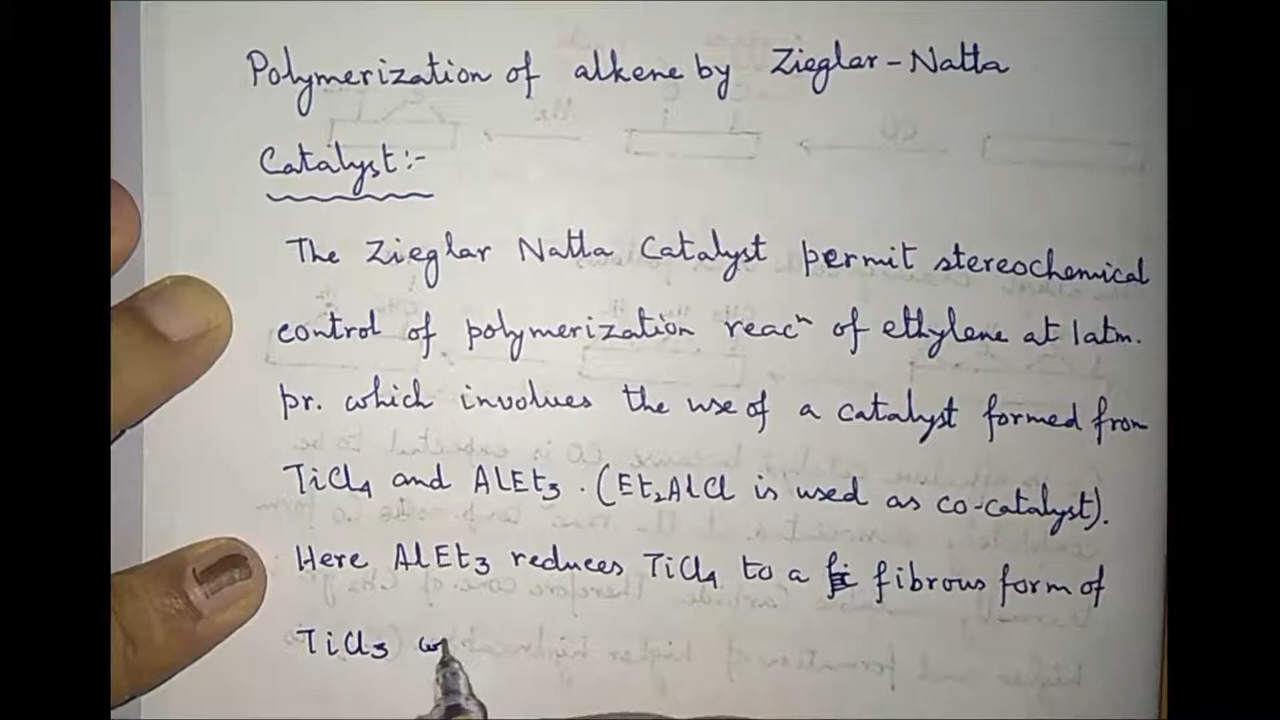 Polymerization of alkene by Zieglar-Natta
Catalyst:-
The Zieglar Natta Catalyst permit stereochemical
control of polymerization reacⁿ of ethylene at 1atm.
pr. which involves the use of a catalyst formed from
TiCl₄ and AlEt₃. (Et₂AlCl is used as co-catalyst).
Here AlEt₃ reduces TiCl₄ to a fibrous form of
TiCl₃